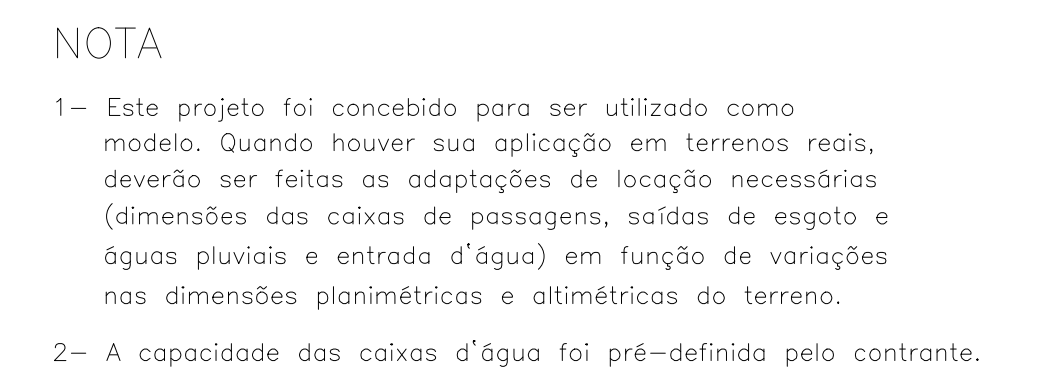 NOTA
1- Este projeto foi concebido para ser utilizado como
modelo. Quando houver sua aplicação em terrenos reais,
deverão ser feitas as adaptações de locação necessárias
(dimensões das caixas de passagens, saídas de esgoto e
águas pluviais e entrada d‛água) em função de variações
nas dimensões planimétricas e altimétricas do terreno.
2- A capacidade das caixas d‛água foi pré-definida pelo contrante.